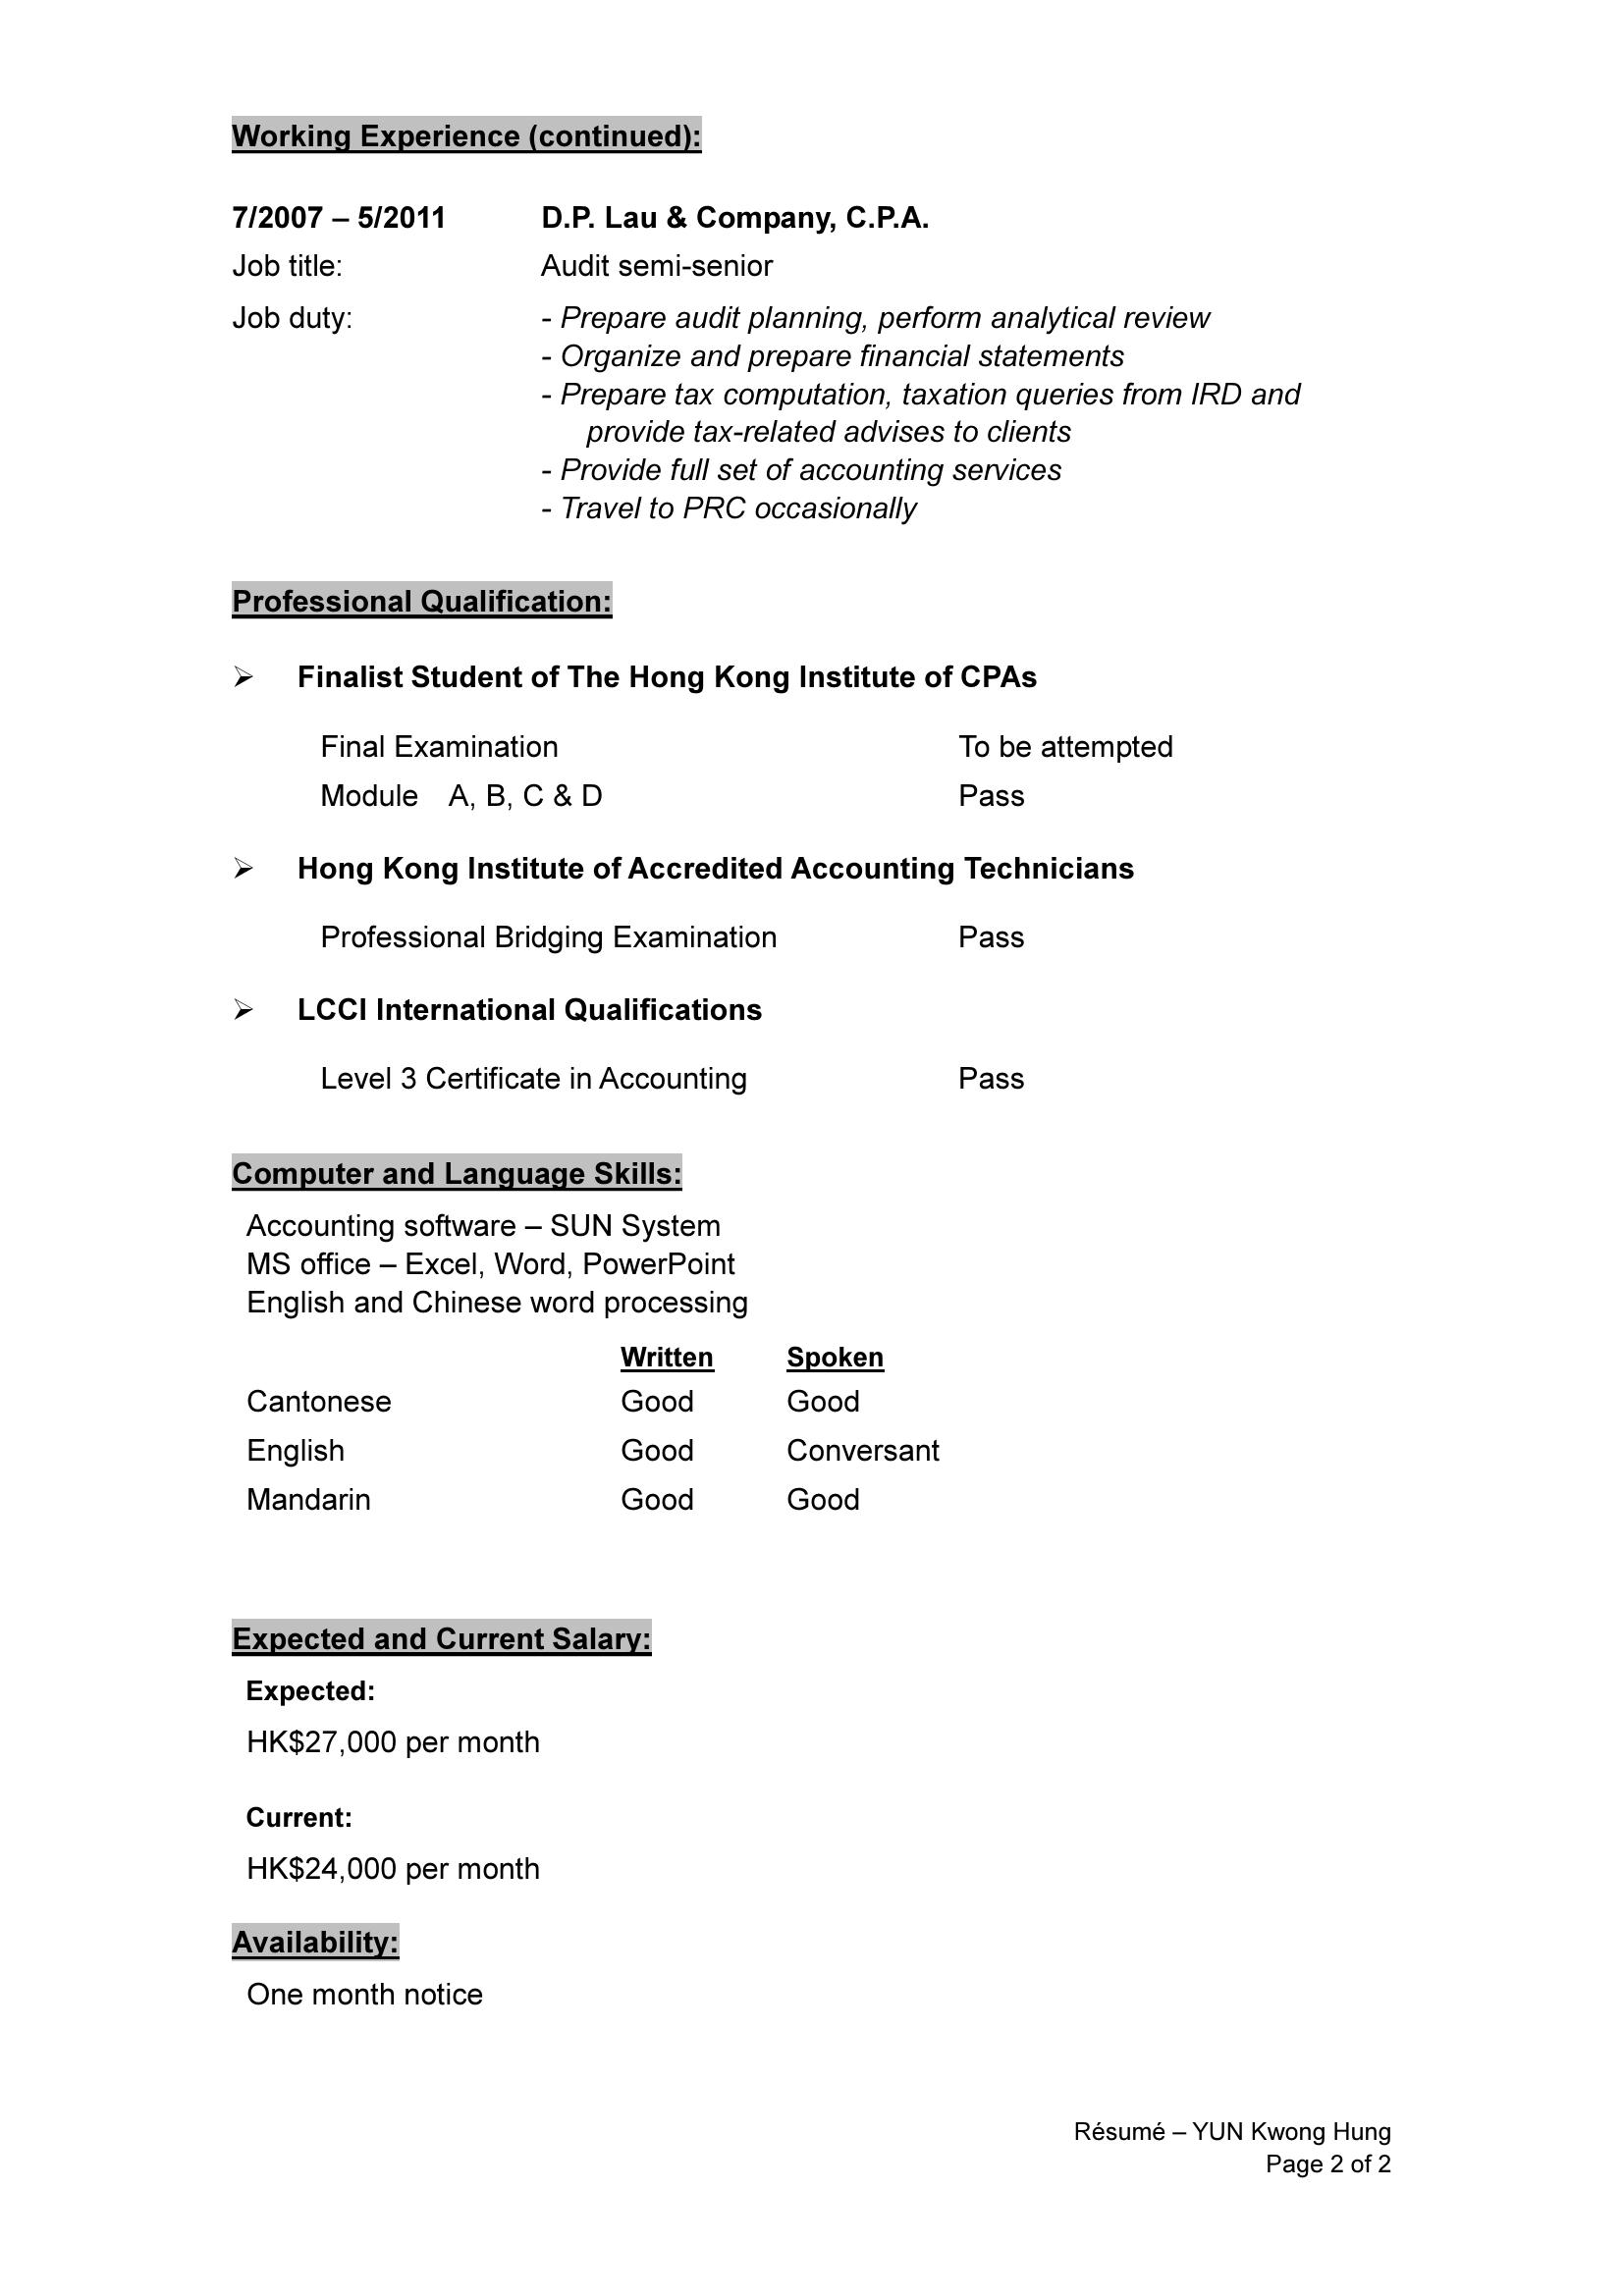 Working Experience (continued):
7/2007 – 5/2011 D.P. Lau & Company, C.P.A.
Job title: Audit semi-senior
Job duty: - Prepare audit planning, perform analytical review
- Organize and prepare financial statements
- Prepare tax computation, taxation queries from IRD and
provide tax-related advises to clients
- Provide full set of accounting services
- Travel to PRC occasionally
Professional Qualification:
➢ Finalist Student of The Hong Kong Institute of CPAs
Final Examination To be attempted
Module A, B, C & D Pass
➢ Hong Kong Institute of Accredited Accounting Technicians
Professional Bridging Examination Pass
➢ LCCI International Qualifications
Level 3 Certificate in Accounting Pass
Computer and Language Skills:
Accounting software – SUN System
MS office – Excel, Word, PowerPoint
English and Chinese word processing
Written Spoken
Cantonese Good Good
English Good Conversant
Mandarin Good Good
Expected and Current Salary:
Expected:
HK$27,000 per month
Current:
HK$24,000 per month
Availability:
One month notice
Résumé – YUN Kwong Hung
Page 2 of 2